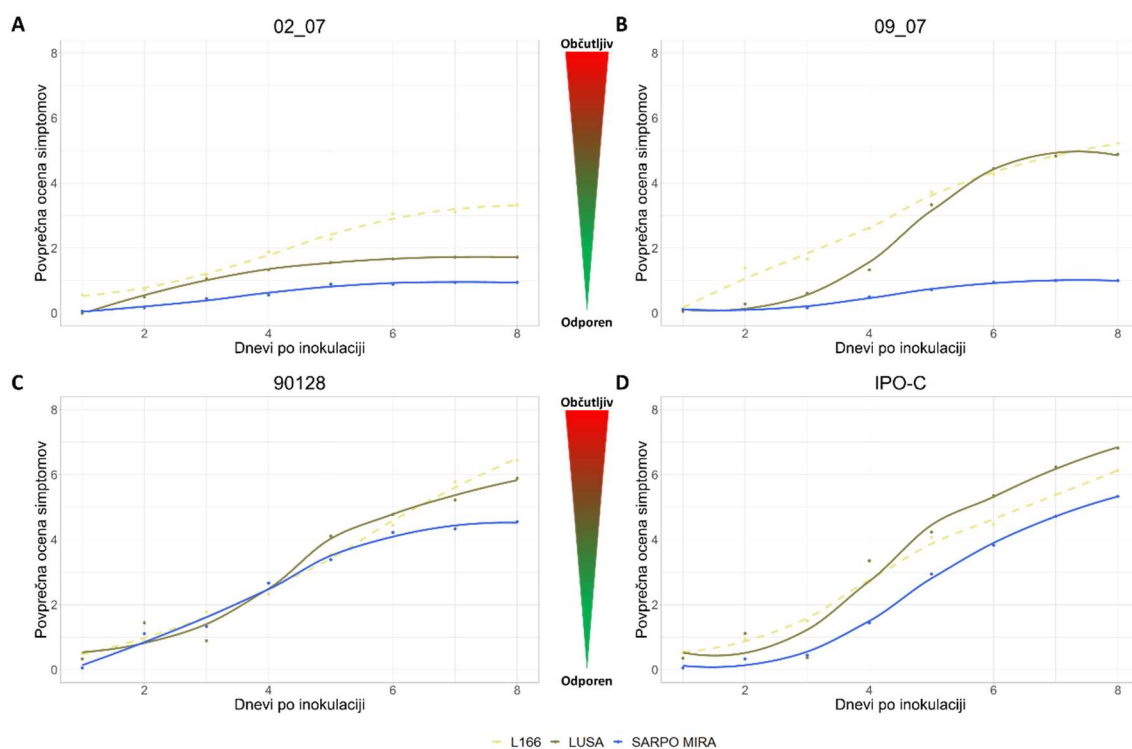 A
02_07
8
6
4
2
0
Povprečna ocena simptomov
2
4
6
8
Dnevi po inokulaciji
Občutljiv
Odporen
B
09_07
8
6
4
2
0
Povprečna ocena simptomov
2
4
6
8
Dnevi po inokulaciji
C
90128
8
6
4
2
0
Povprečna ocena simptomov
2
4
6
8
Dnevi po inokulaciji
Občutljiv
Odporen
D
IPO-C
8
6
4
2
0
Povprečna ocena simptomov
2
4
6
8
Dnevi po inokulaciji
L166 LUSA SARPO MIRA